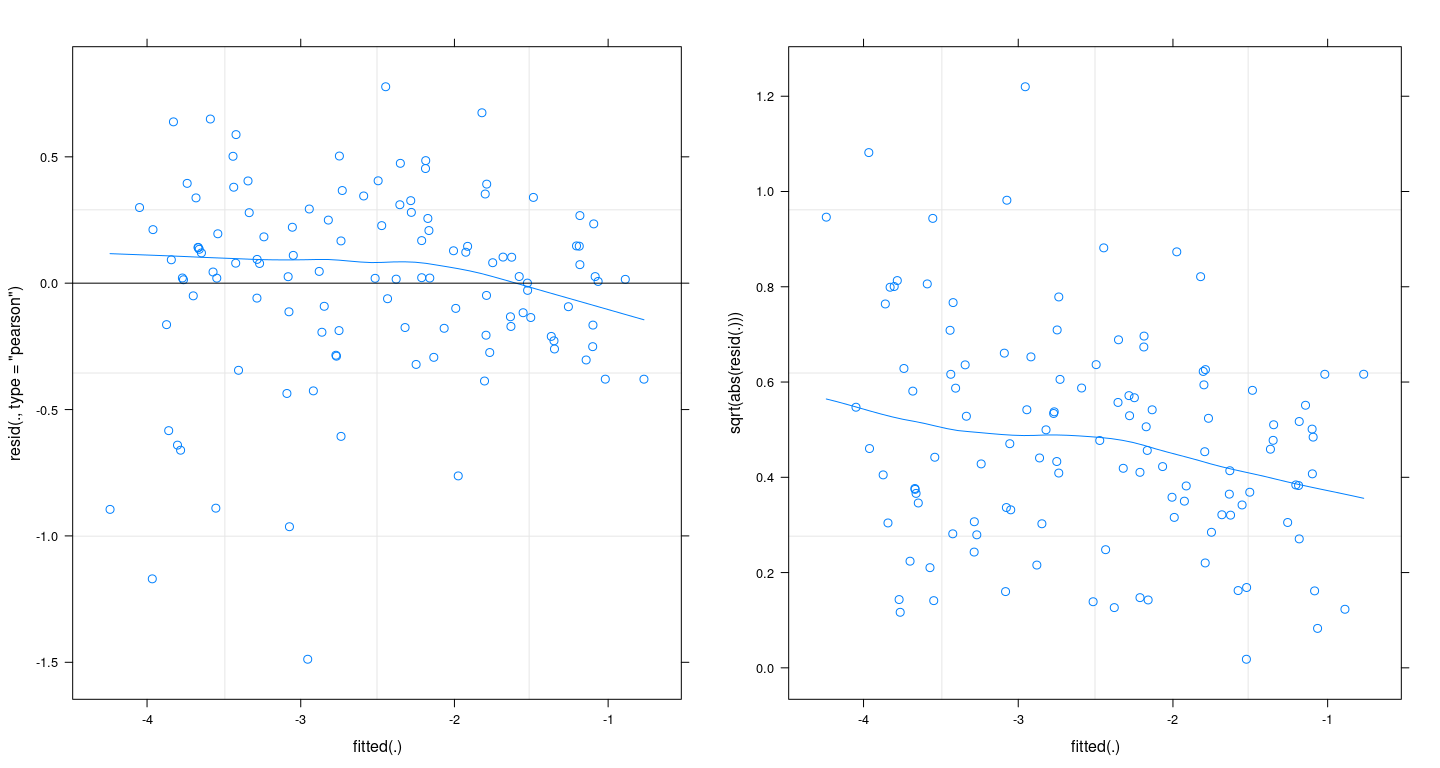 resid(., type = "pearson")
0.5
0.0
-0.5
-1.0
-1.5
-4 -3 -2 -1
fitted(.)
sqrt(abs(resid(.)))
1.2
1.0
0.8
0.6
0.4
0.2
0.0
-4 -3 -2 -1
fitted(.)